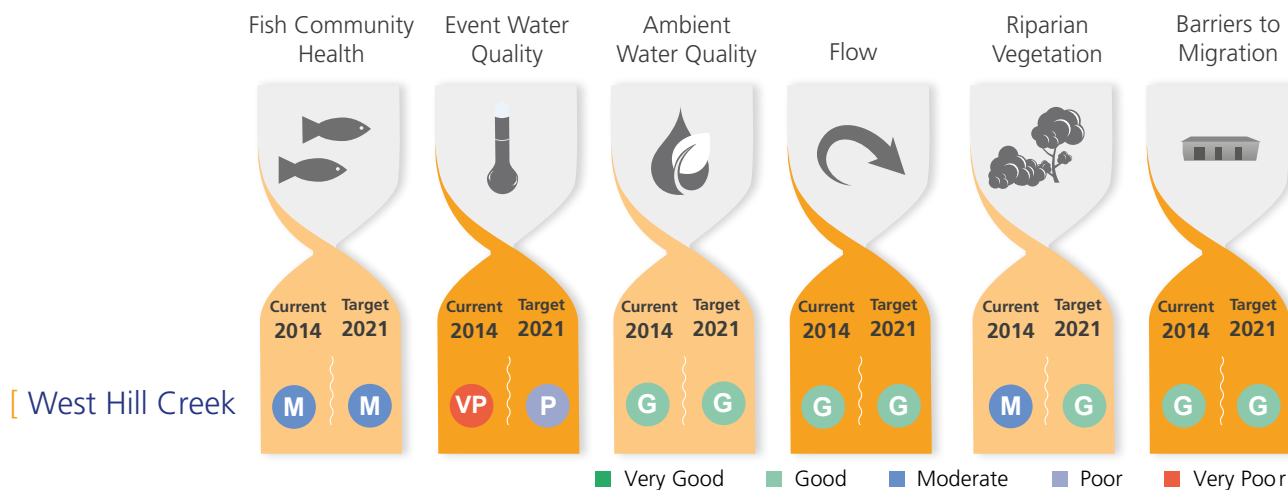 Fish Community
Health
Event Water
Quality
Ambient
Water Quality
Flow
Riparian
Vegetation
Barriers to
Migration
Current Target
2014 2021
Current Target
2014 2021
Current Target
2014 2021
Current Target
2014 2021
Current Target
2014 2021
Current Target
2014 2021
[ West Hill Creek
M M
VP P
G G
G G
M G
G G
Very Good Good Moderate Poor Very Poor